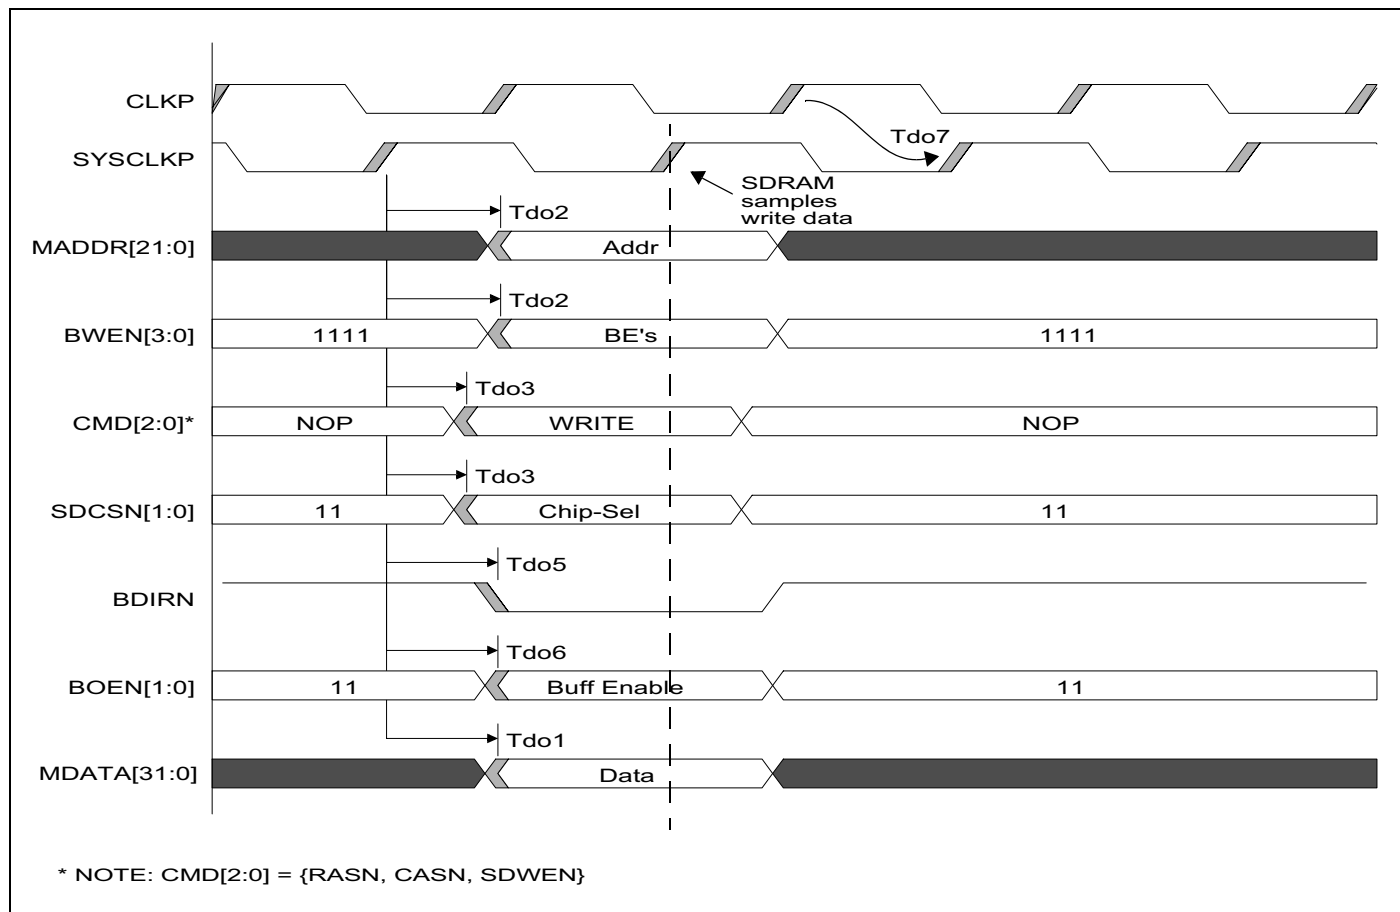 CLKP
Tdo7
SYSCLKP
SDRAM
samples
write data
Tdo2
MADDR[21:0]
Addr
Tdo2
BWEN[3:0]
1111
BE's
1111
Tdo3
CMD[2:0]*
NOP
WRITE
NOP
Tdo3
SDCSN[1:0]
11
Chip-Sel
11
Tdo5
BDIRN
Tdo6
BOEN[1:0]
11
Buff Enable
11
Tdo1
MDATA[31:0]
Data
* NOTE: CMD[2:0] = {RASN, CASN, SDWEN}